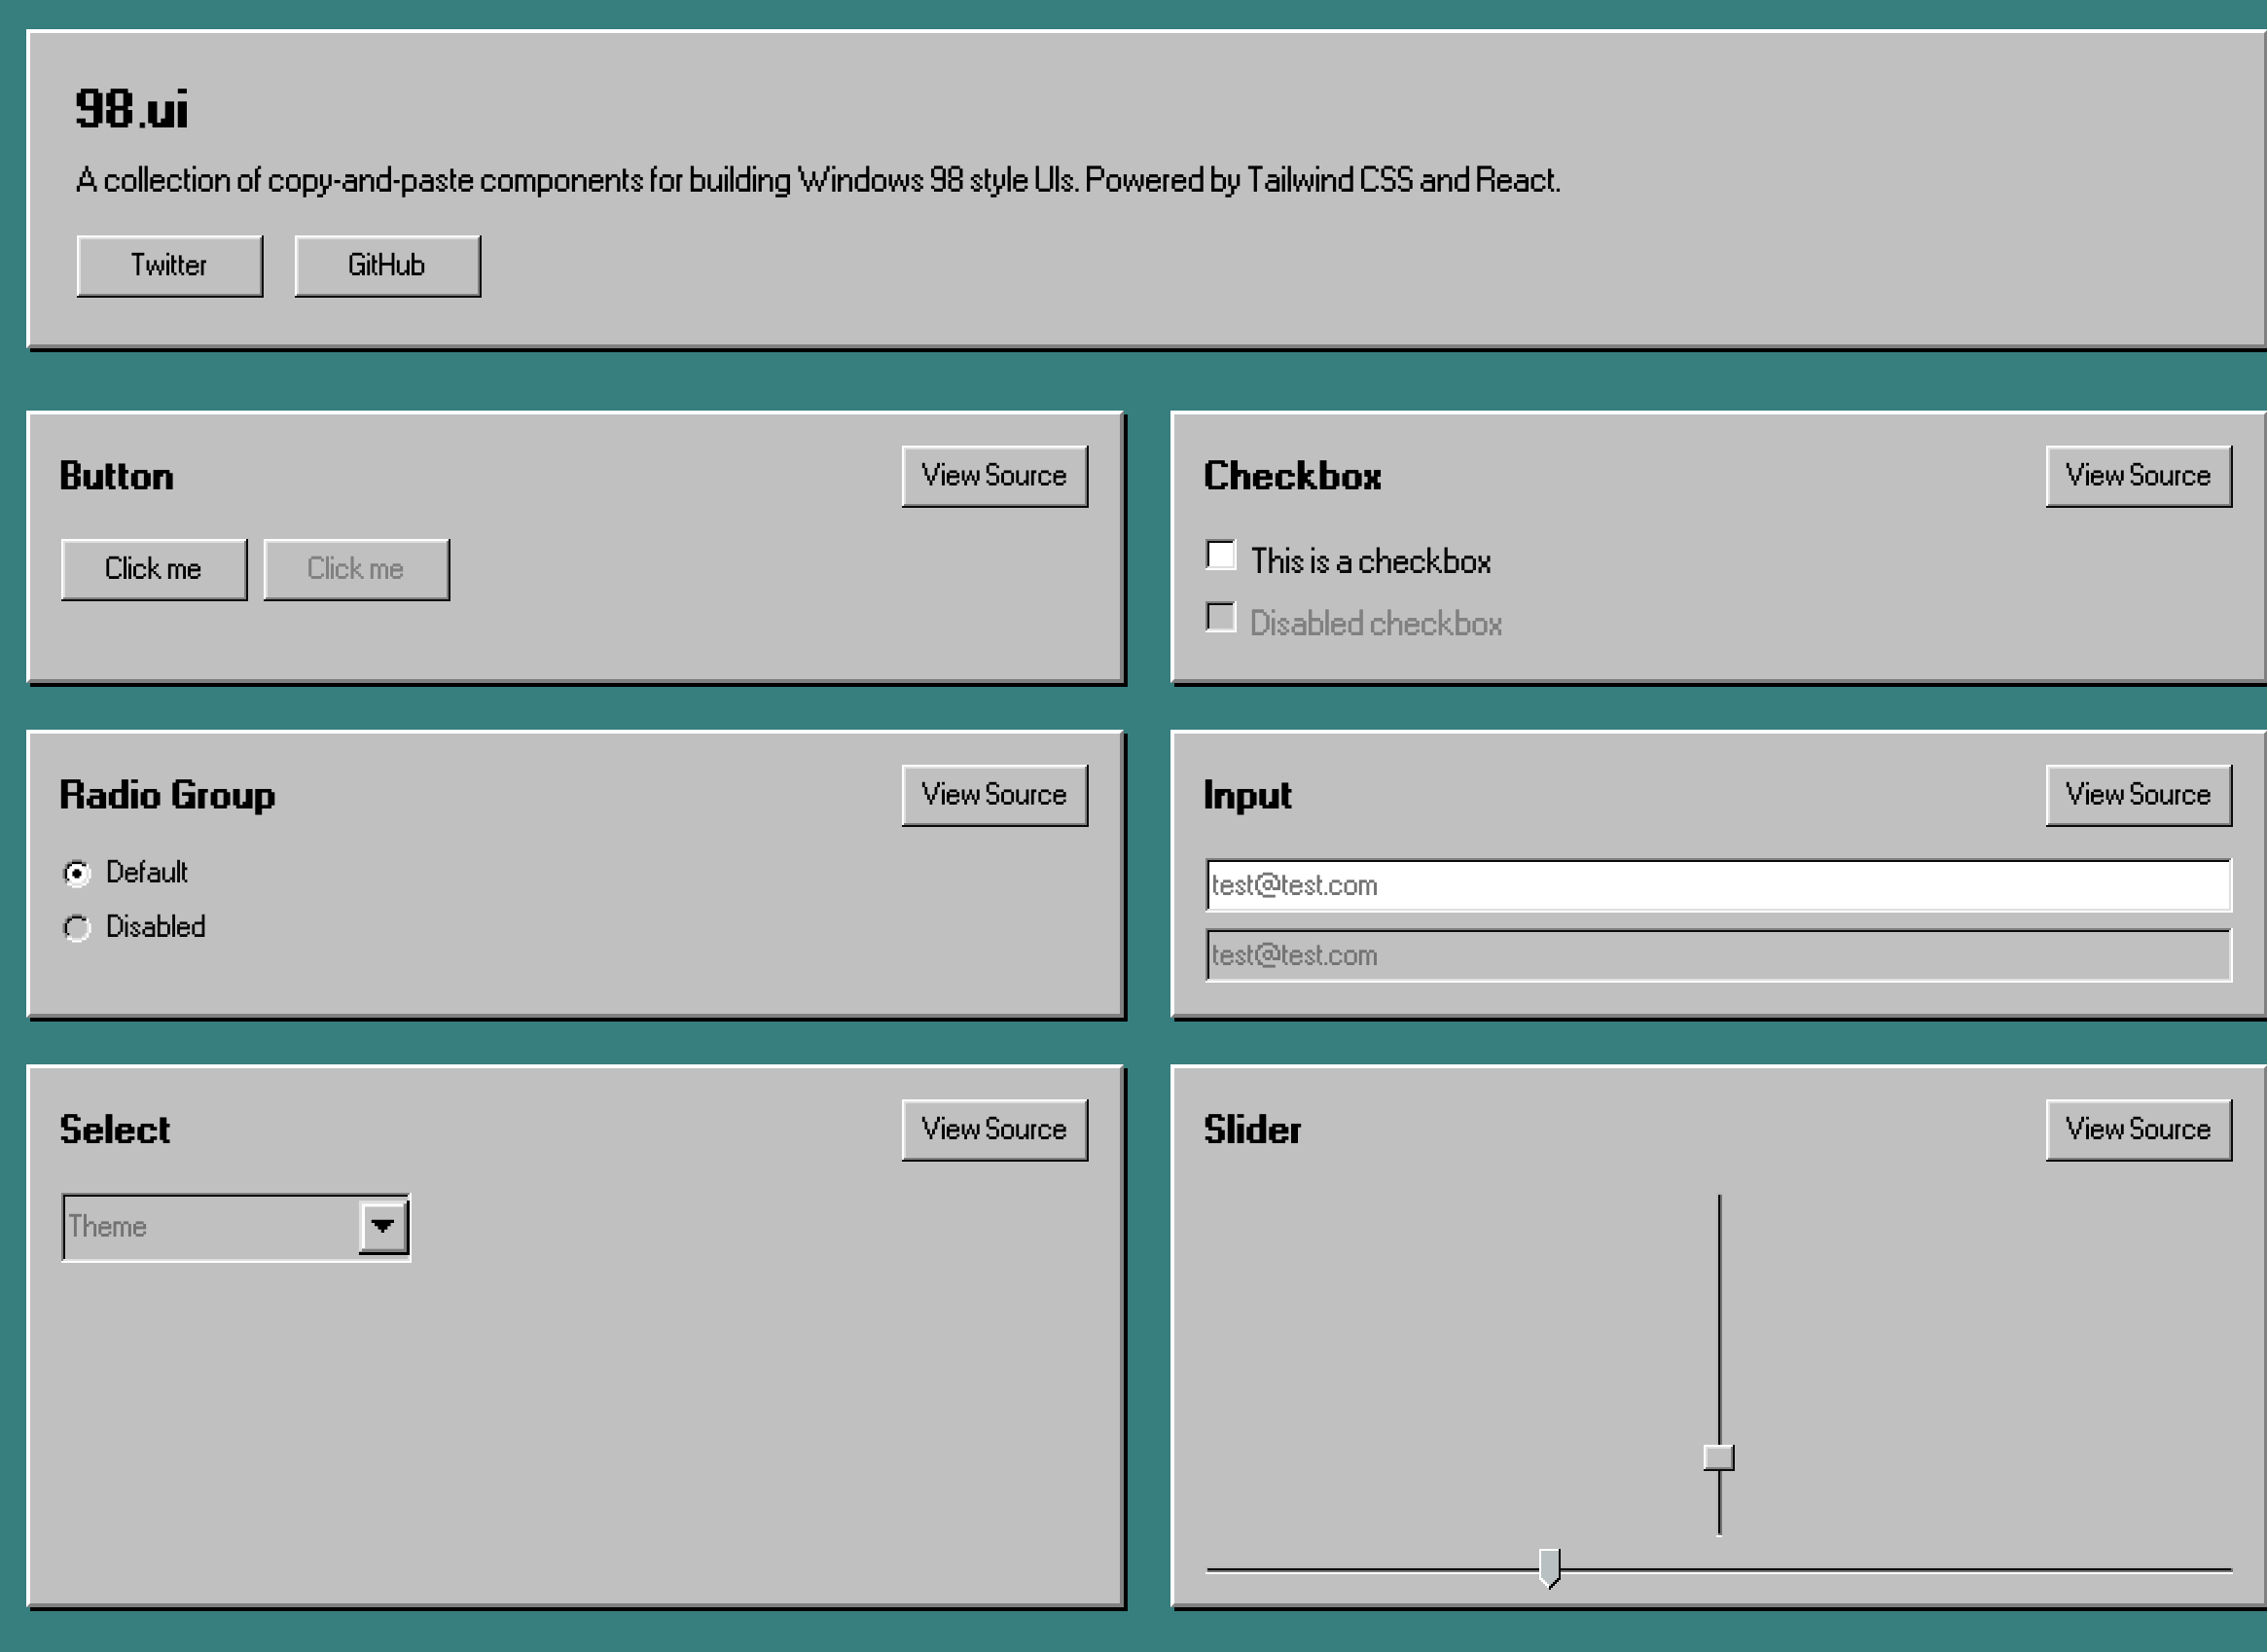 98.ui
A collection of copy-and-paste components for building Windows 98 style UIs. Powered by Tailwind CSS and React.
Twitter
GitHub
Button
View Source
Click me
Click me
Checkbox
View Source
This is a checkbox
Disabled checkbox
Radio Group
View Source
Default
Disabled
Input
View Source
test@test.com
test@test.com
Select
View Source
Theme
Slider
View Source